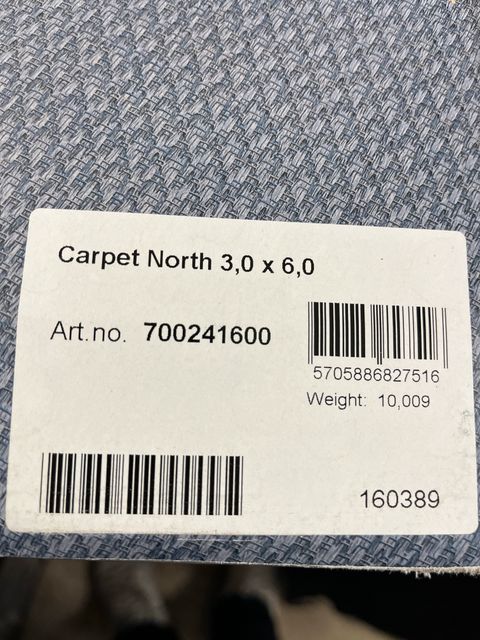 Carpet North 3,0 x 6,0
Art.no. 700241600
5705886827516
Weight: 10,009
160389